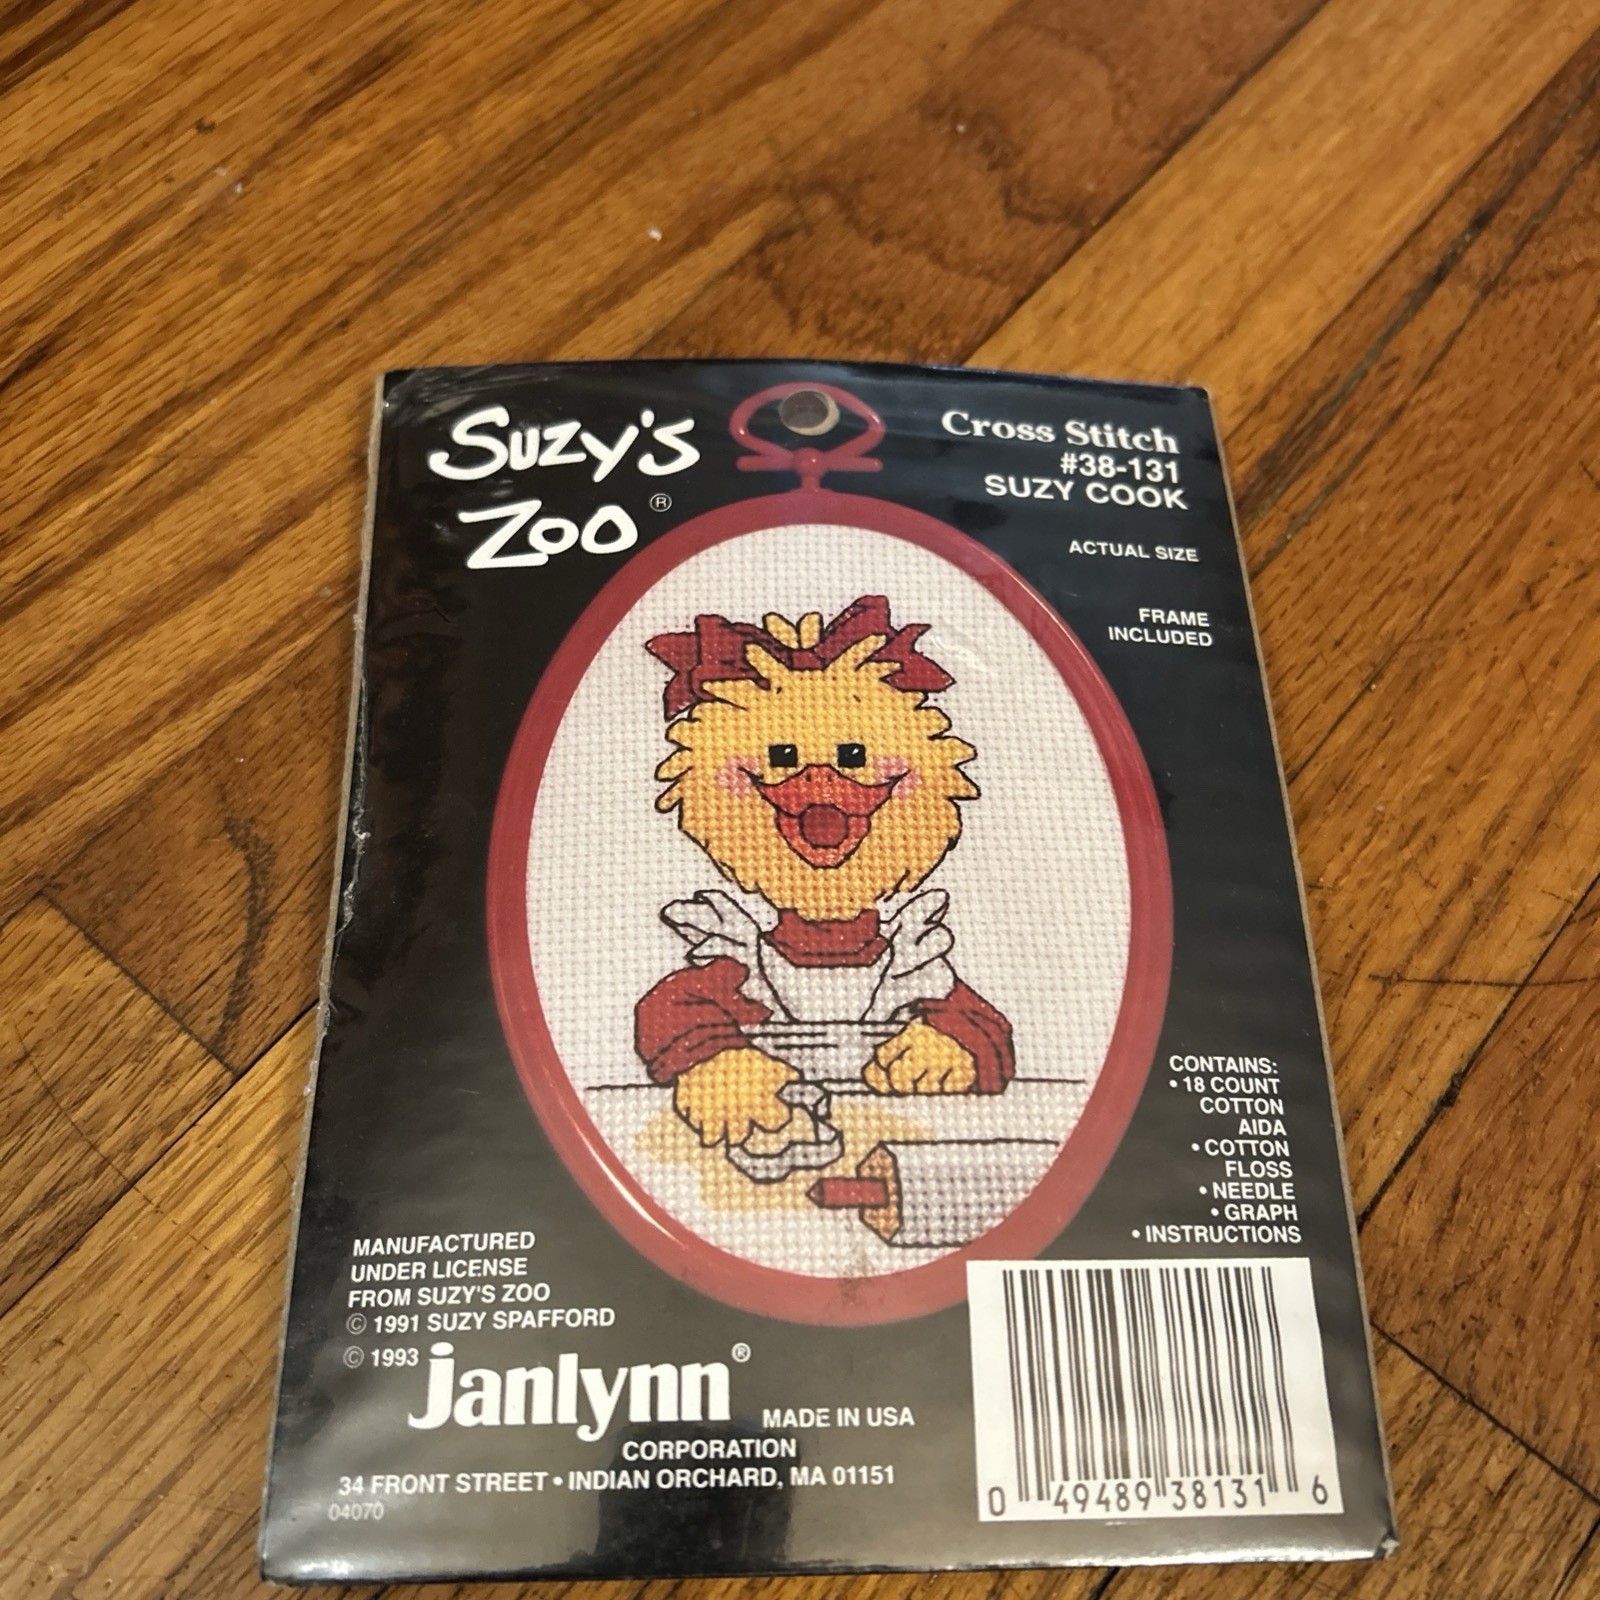 SUZY'S
ZOO ®
Cross Stitch
#38-131
SUZY COOK
ACTUAL SIZE
FRAME
INCLUDED
CONTAINS:
• 18 COUNT
COTTON
AIDA
• COTTON
FLOSS
• NEEDLE
• GRAPH
• INSTRUCTIONS
MANUFACTURED
UNDER LICENSE
FROM SUZY'S ZOO
© 1991 SUZY SPAFFORD
© 1993 janlynn® MADE IN USA
CORPORATION
34 FRONT STREET • INDIAN ORCHARD, MA 01151
04070
0 49489 38131 6